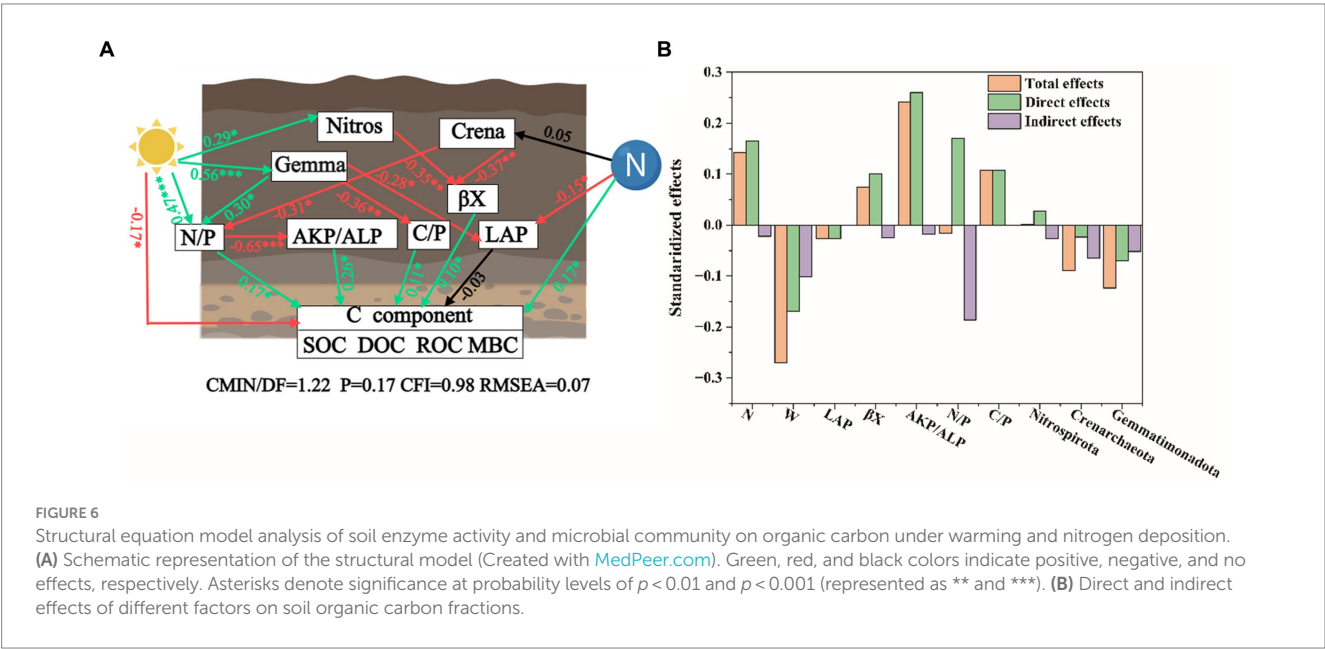 A
0.29*
Nitros
Crena
0.05
N
0.56***
Gemma
-0.35**
-0.37**
-0.28*
βX
-0.15*
0.47***
0.30*
-0.31*
-0.36**
-0.17*
N/P
-0.65***
AKP/ALP
C/P
LAP
0.17*
0.26*
0.11*
0.10*
-0.03
0.17*
C component
SOC DOC ROC MBC
CMIN/DF=1.22 P=0.17 CFI=0.98 RMSEA=0.07
B
Standaridized effects
0.3
0.2
0.1
0.0
-0.1
-0.2
-0.3
Total effects
Direct effects
Indirect effects
N
W
LAP
βX
AKP/ALP
N/P
C/P
Nitrospirota
Crenarchaeota
Gemmatimonadota
FIGURE 6
Structural equation model analysis of soil enzyme activity and microbial community on organic carbon under warming and nitrogen deposition.
(A) Schematic representation of the structural model (Created with MedPeer.com). Green, red, and black colors indicate positive, negative, and no
effects, respectively. Asterisks denote significance at probability levels of p < 0.01 and p < 0.001 (represented as ** and ***). (B) Direct and indirect
effects of different factors on soil organic carbon fractions.